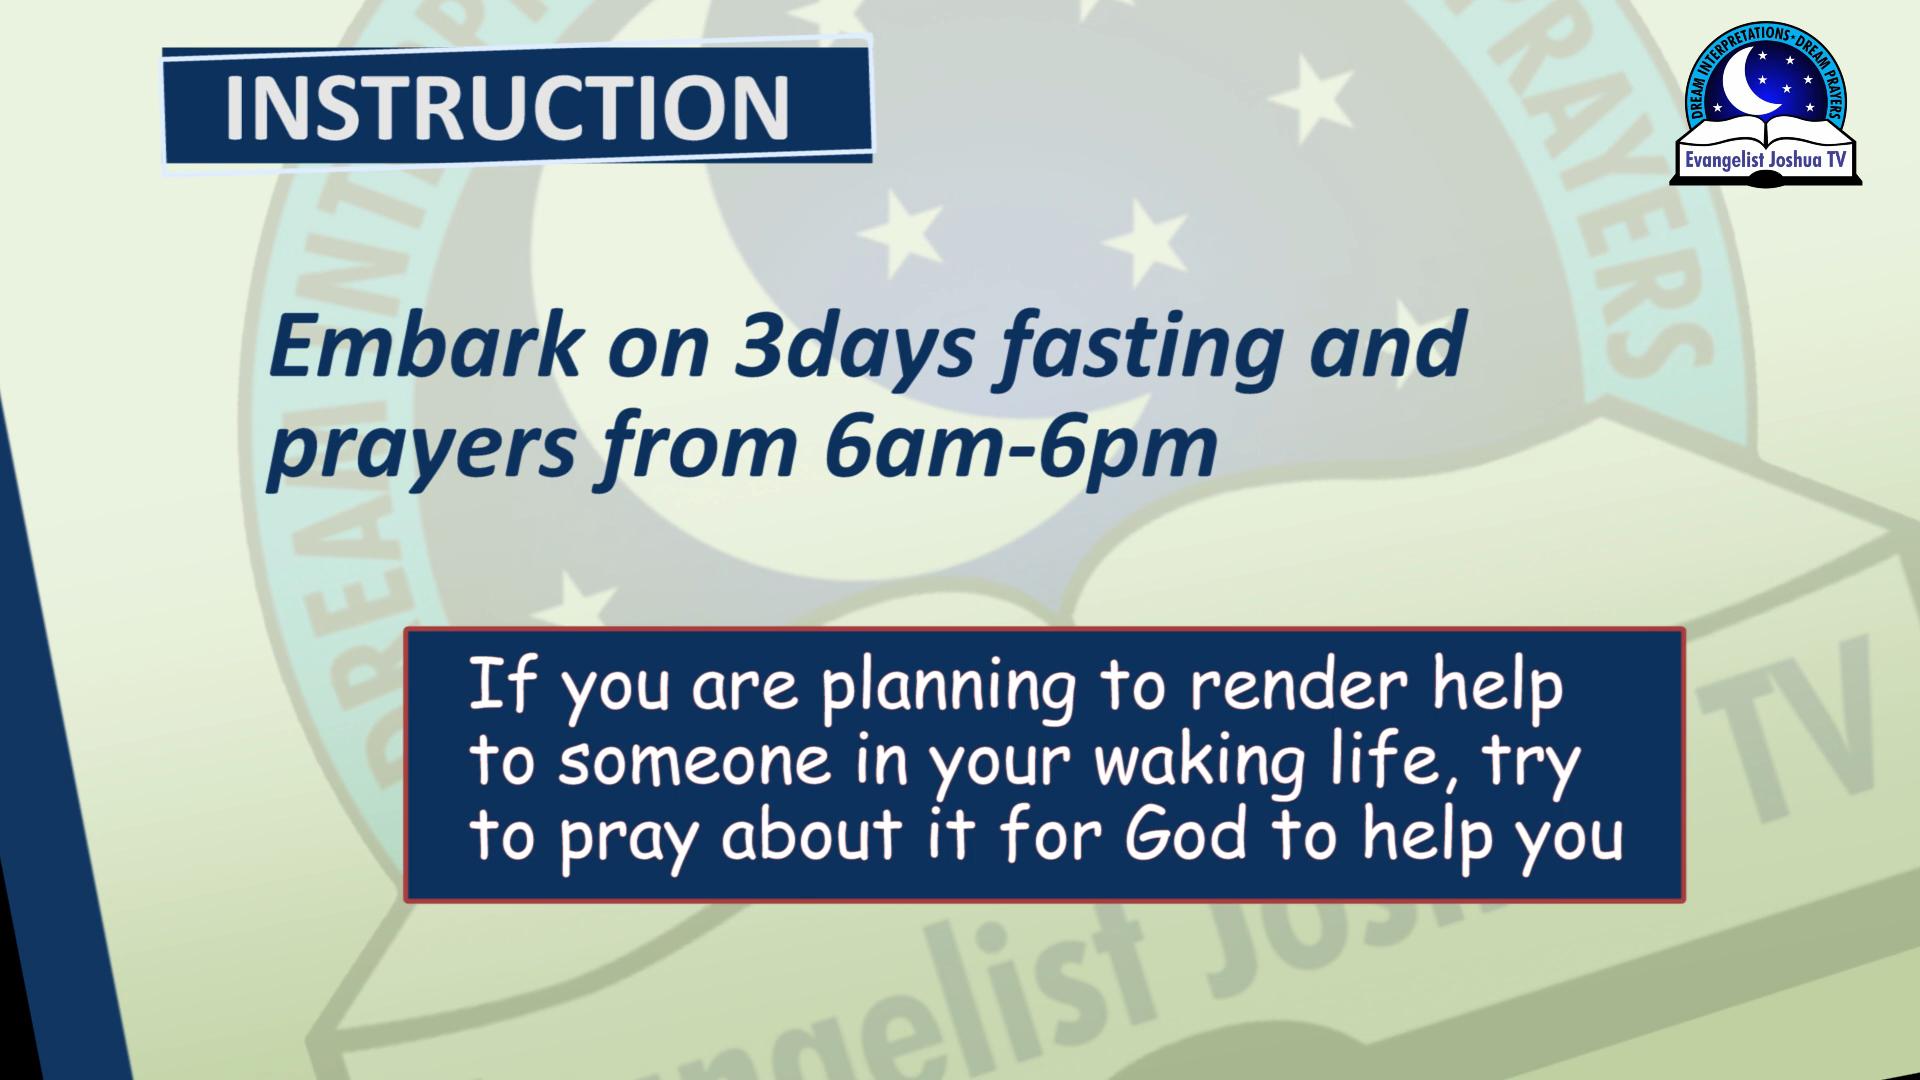 INSTRUCTION
DREAM INTERPRETATIONS • DREAM PRAYERS
Evangelist Joshua TV
Embark on 3days fasting and
prayers from 6am-6pm
If you are planning to render help
to someone in your waking life, try
to pray about it for God to help you